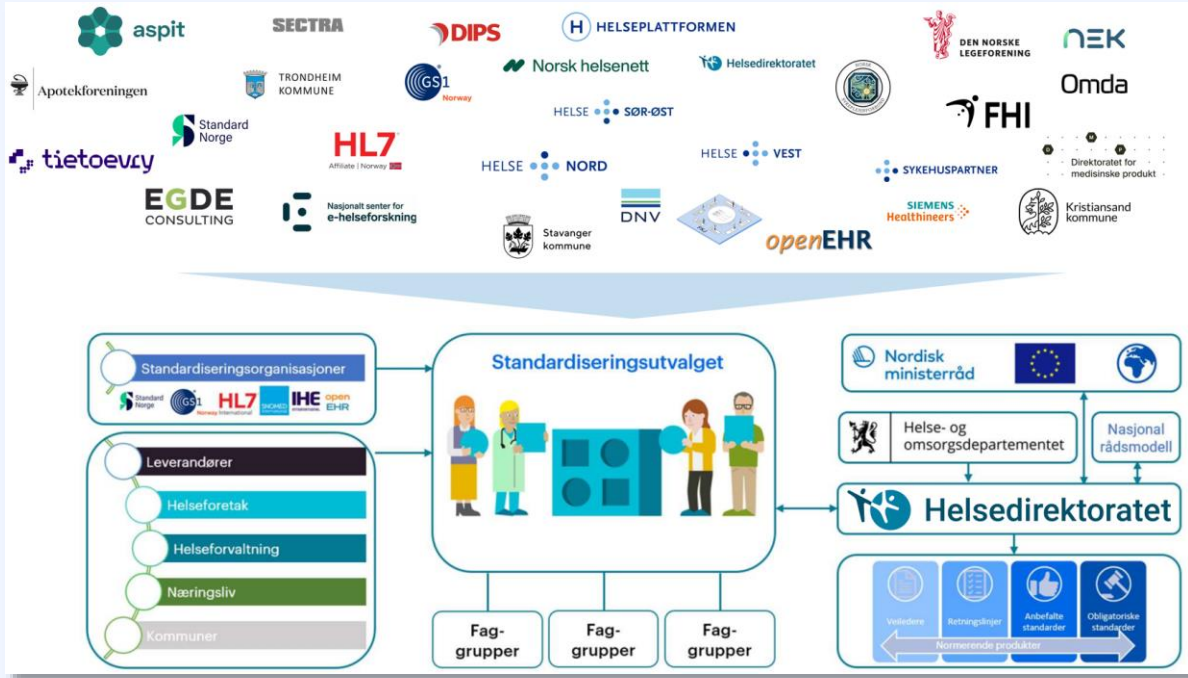 aspit
SECTRA
DIPS
H HELSEPLATTFORMEN
DEN NORSKE
LEGEFORENING
NEK
Apotekforeningen
TRONDHEIM
KOMMUNE
GS1
Norway
Norsk helsenett
Helsedirektoratet
Omda
Standard
Norge
HELSE SØR-ØST
FHI
tietoevry
HL7
Affiliate | Norway
HELSE NORD
HELSE VEST
SYKEHUSPARTNER
Direktoratet for
medisinske produkt
EGDE
CONSULTING
Nasjonalt senter for
e-helseforskning
Stavanger
kommune
DNV
openEHR
SIEMENS
Healthineers
Kristiansand
kommune
Standardiseringsorganisasjoner
Standard
Norge
GS1
Norway
HL7
International
SNOMED
IHE
INTERNATIONAL
open
EHR
Leverandører
Helseforetak
Helseforvaltning
Næringsliv
Kommuner
Standardiseringsutvalget
Fag-
grupper
Fag-
grupper
Fag-
grupper
Nordisk
ministerråd
Helse- og
omsorgsdepartementet
Nasjonal
rådsmodell
Helsedirektoratet
Veiledere
Retningslinjer
Anbefalte
standarder
Obligatoriske
standarder
Normerende produkter